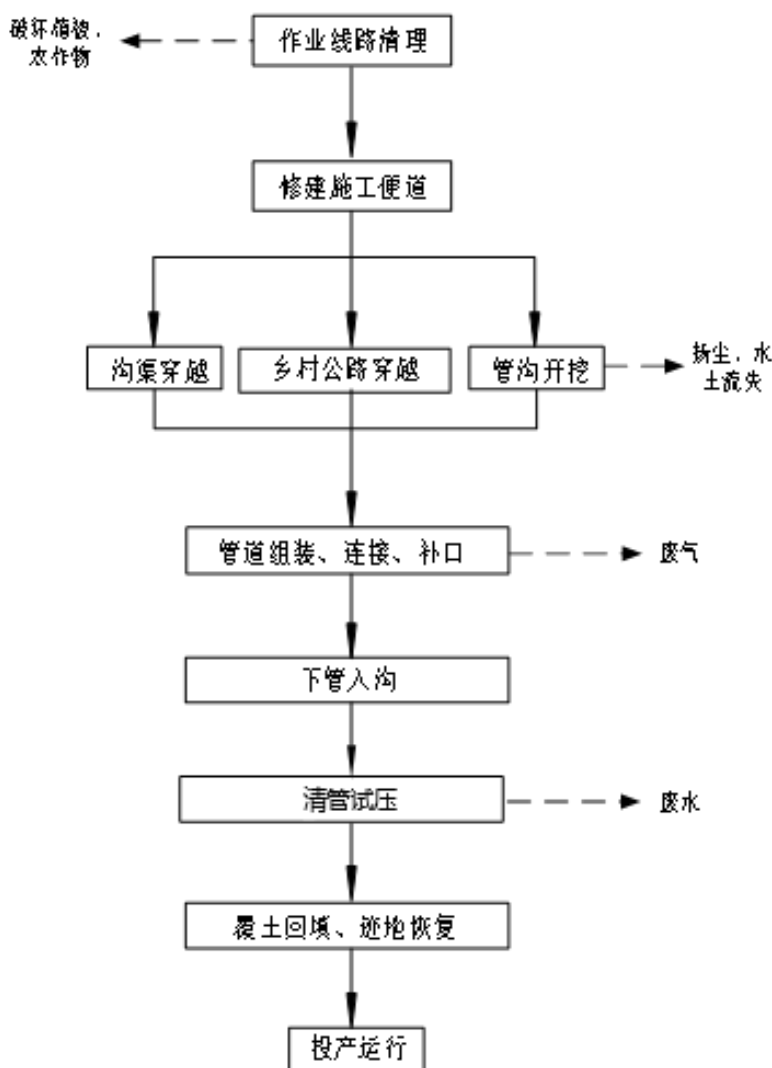 破坏植被、
农作物
作业线路清理
修建施工便道
沟渠穿越
乡村公路穿越
管沟开挖
扬尘、水
土流失
管道组装、连接、补口
废气
下管入沟
清管试压
废水
覆土回填、迹地恢复
投产运行